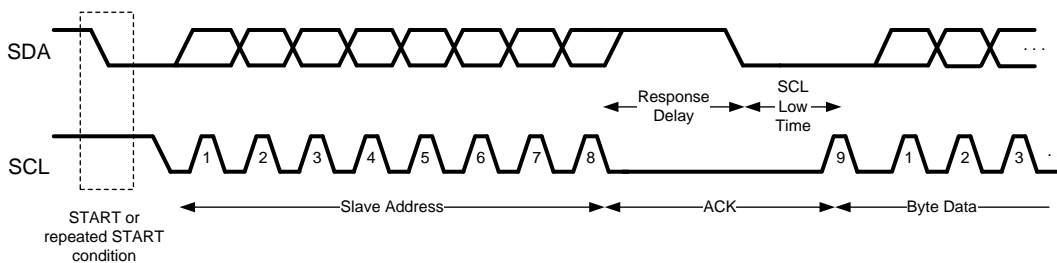 SDA
Response
Delay
SCL
Low
Time
SCL
1 2 3 4 5 6 7 8 9 1 2 3
Slave Address
ACK
Byte Data
START or
repeated START
condition
. . .
.